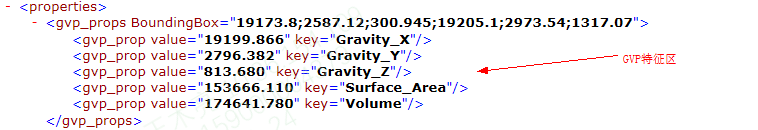 - <properties>
- <gvp_props BoundingBox="19173.8;2587.12;300.945;19205.1;2973.54;1317.07">
<gvp_prop value="19199.866" key="Gravity_X"/>
<gvp_prop value="2796.382" key="Gravity_Y"/>
<gvp_prop value="813.680" key="Gravity_Z"/>
GVP特征区
<gvp_prop value="153666.110" key="Surface_Area"/>
<gvp_prop value="174641.780" key="Volume"/>
</gvp_props>